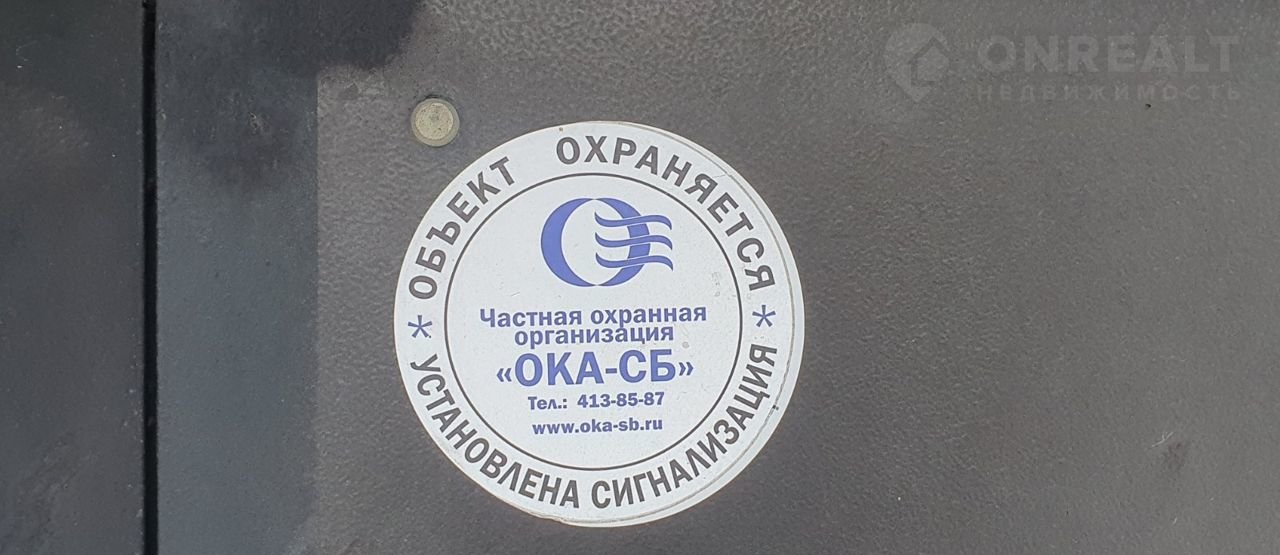 ONREALT
НЕДВИЖИМОСТЬ
ОБЪЕКТ ОХРАНЯЕТСЯ
Частная охранная
организация
«ОКА-СБ»
Тел.: 413-85-87
www.oka-sb.ru
* УСТАНОВЛЕНА СИГНАЛИЗАЦИЯ *